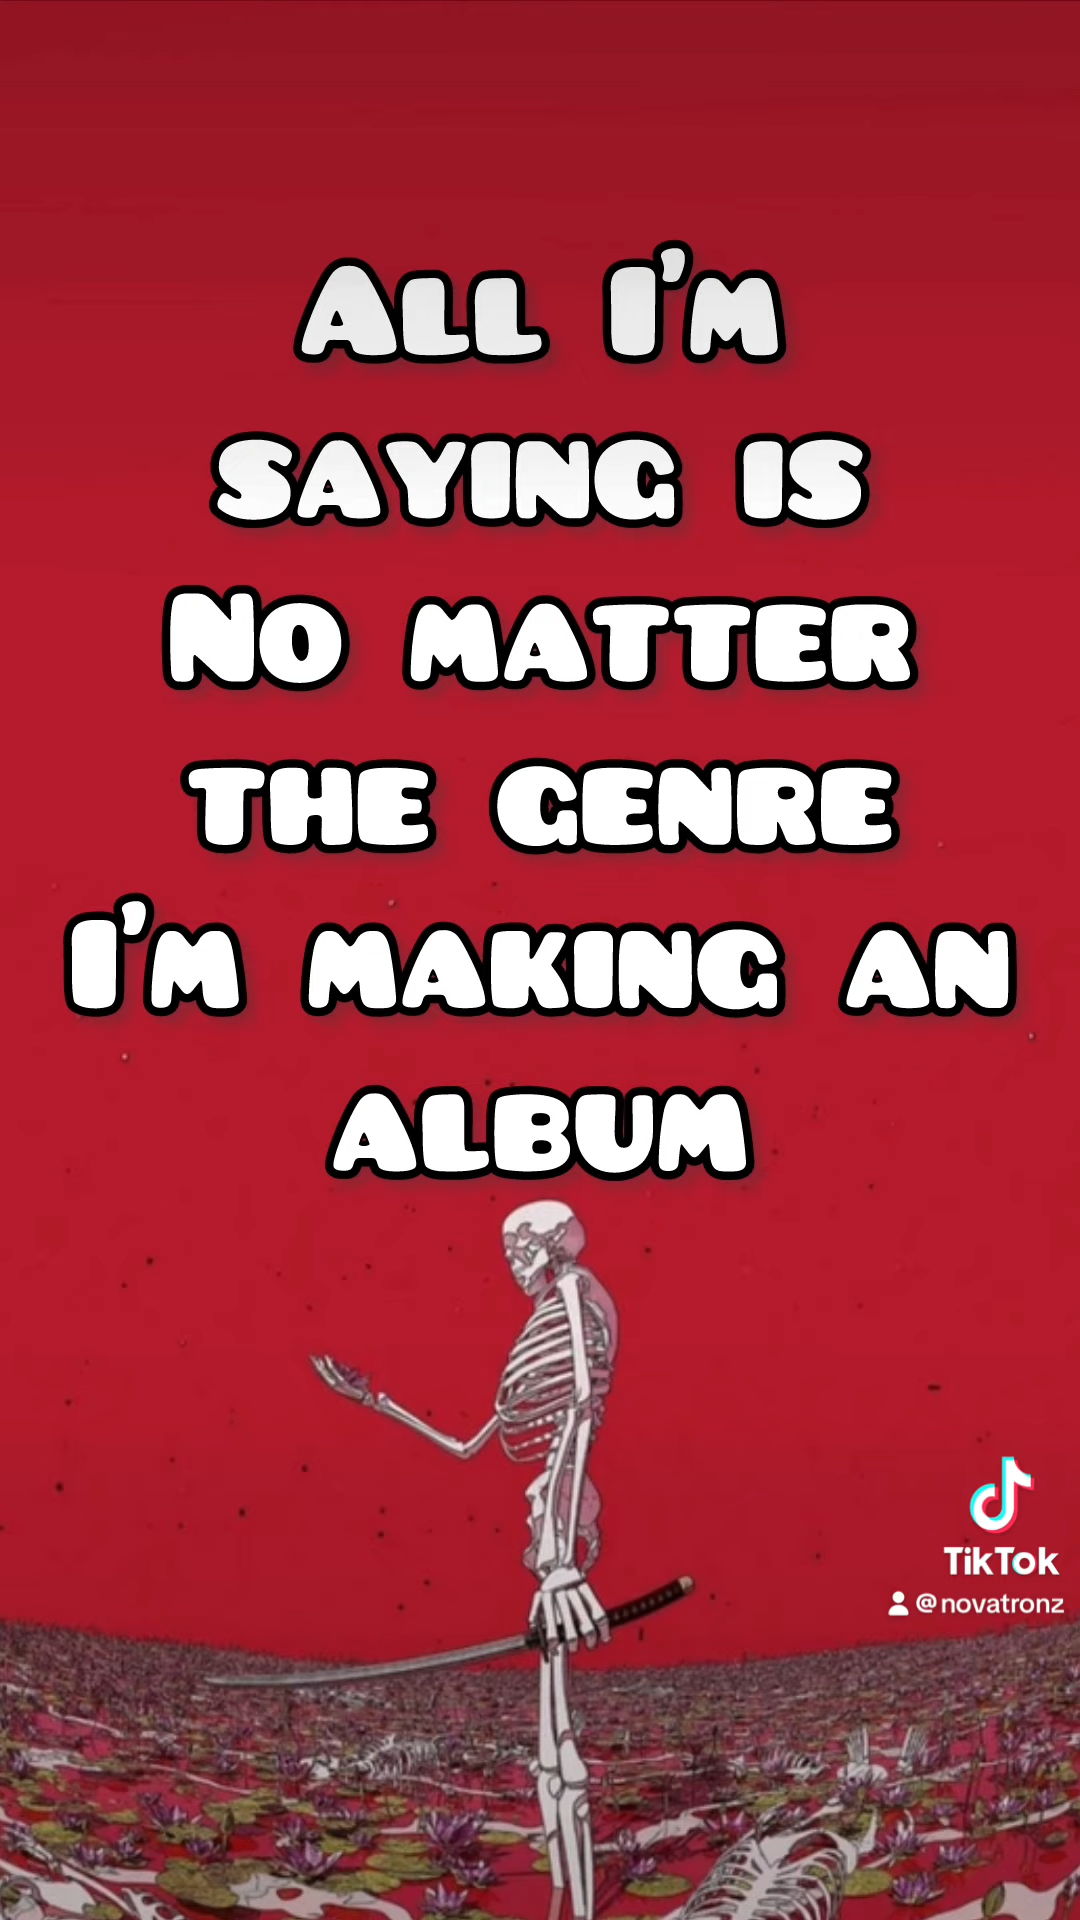 All I'm
saying is
No matter
the genre
I'm making an
album
TikTok
@novatronz